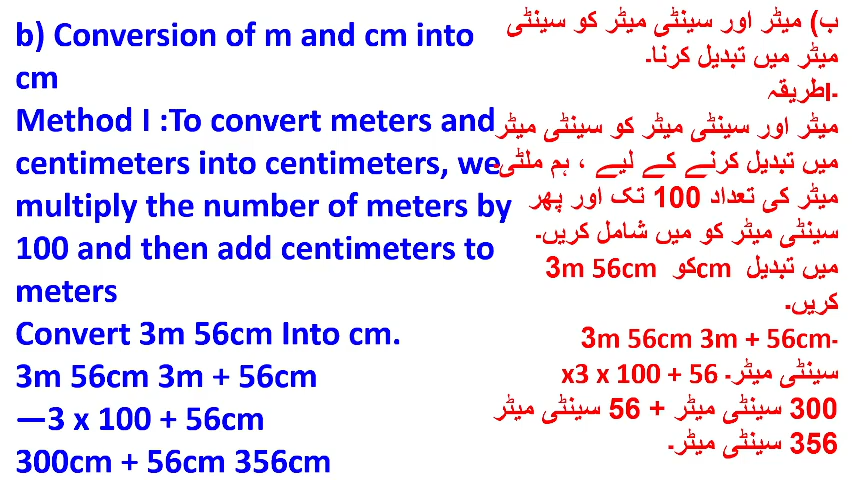 b) Conversion of m and cm into
cm
Method I :To convert meters and
centimeters into centimeters, we
multiply the number of meters by
100 and then add centimeters to
meters
Convert 3m 56cm Into cm.
3m 56cm 3m + 56cm
—3 x 100 + 56cm
300cm + 56cm 356cm
ب) میٹر اور سینٹی میٹر کو سینٹی
میٹر میں تبدیل کرنا۔
طریقہI۔
میٹر اور سینٹی میٹر کو سینٹی میٹر
میں تبدیل کرنے کے لیے ، ہم ملٹی۔
میٹر کی تعداد 100 تک اور پھر
سینٹی میٹر کو میں شامل کریں۔
میں تبدیل cmکو 3m 56cm
کریں۔
3m 56cm 3m + 56cm۔
سینٹی میٹر۔ x3 x 100 + 56
300 سینٹی میٹر + 56 سینٹی میٹر
356 سینٹی میٹر۔